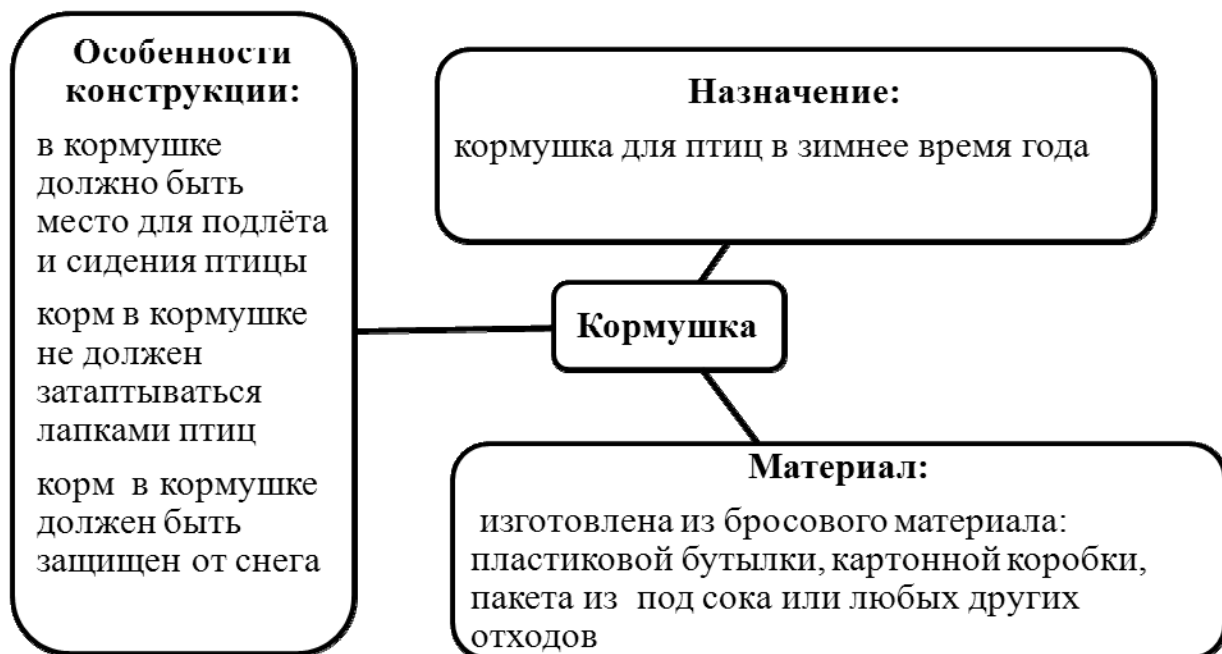 Особенности
конструкции:
в кормушке
должно быть
место для подлёта
и сидения птицы
корм в кормушке
не должен
затаптываться
лапками птиц
корм в кормушке
должен быть
защищен от снега
Назначение:
кормушка для птиц в зимнее время года
Кормушка
Материал:
изготовлена из бросового материала:
пластиковой бутылки, картонной коробки,
пакета из под сока или любых других
отходов